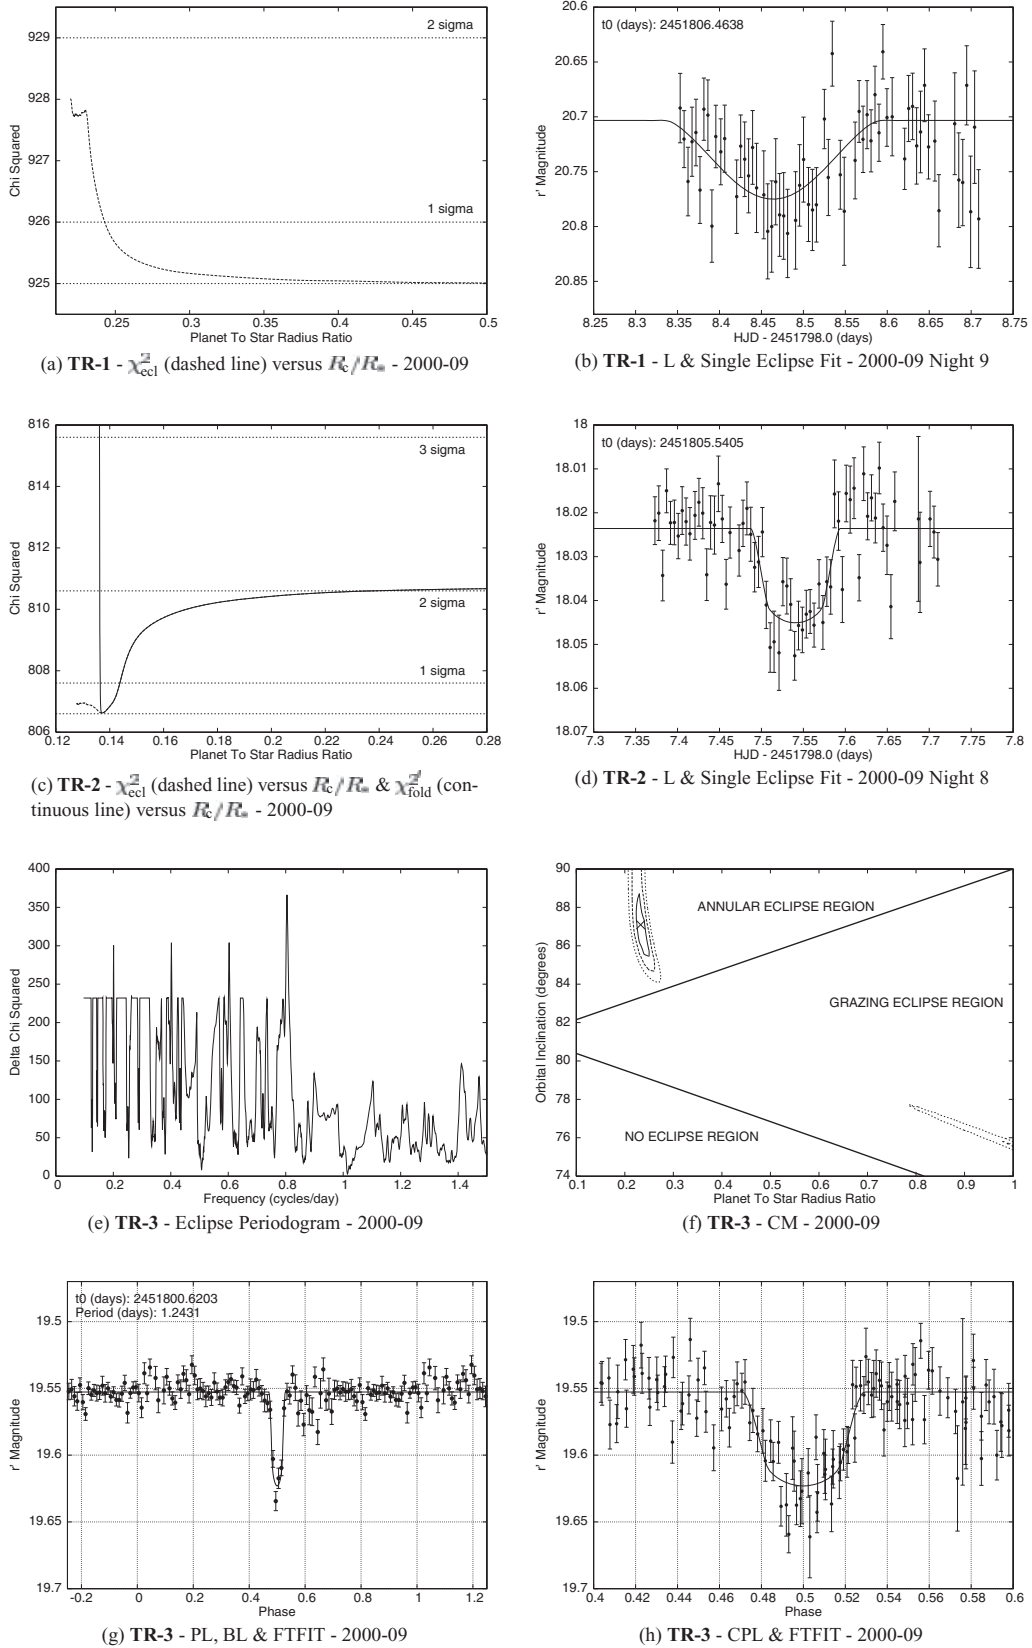 929
928
927
926
925
Chi Squared
2 sigma
1 sigma
0.25 0.3 0.35 0.4 0.45 0.5
Planet To Star Radius Ratio
(a) TR-1 - χ²ecl (dashed line) versus Rc/R* - 2000-09
20.6
20.65
20.7
20.75
20.8
20.85
r' Magnitude
t0 (days): 2451806.4638
8.25 8.3 8.35 8.4 8.45 8.5 8.55 8.6 8.65 8.7 8.75
HJD - 2451798.0 (days)
(b) TR-1 - L & Single Eclipse Fit - 2000-09 Night 9
816
814
812
810
808
806
Chi Squared
3 sigma
2 sigma
1 sigma
0.12 0.14 0.16 0.18 0.2 0.22 0.24 0.26 0.28
Planet To Star Radius Ratio
(c) TR-2 - χ²ecl (dashed line) versus Rc/R* & χ²fold (con-
tinuous line) versus Rc/R* - 2000-09
18
18.01
18.02
18.03
18.04
18.05
18.06
18.07
r' Magnitude
t0 (days): 2451805.5405
7.3 7.35 7.4 7.45 7.5 7.55 7.6 7.65 7.7 7.75 7.8
HJD - 2451798.0 (days)
(d) TR-2 - L & Single Eclipse Fit - 2000-09 Night 8
400
350
300
250
200
150
100
50
0
Delta Chi Squared
0 0.2 0.4 0.6 0.8 1 1.2 1.4
Frequency (cycles/day)
(e) TR-3 - Eclipse Periodogram - 2000-09
90
88
86
84
82
80
78
76
74
Orbital Inclination (degrees)
ANNULAR ECLIPSE REGION
GRAZING ECLIPSE REGION
NO ECLIPSE REGION
0.1 0.2 0.3 0.4 0.5 0.6 0.7 0.8 0.9 1
Planet To Star Radius Ratio
(f) TR-3 - CM - 2000-09
19.5
19.55
19.6
19.65
19.7
r' Magnitude
t0 (days): 2451800.6203
Period (days): 1.2431
-0.2 0 0.2 0.4 0.6 0.8 1 1.2
Phase
(g) TR-3 - PL, BL & FTFIT - 2000-09
19.5
19.55
19.6
19.65
19.7
r' Magnitude
0.4 0.42 0.44 0.46 0.48 0.5 0.52 0.54 0.56 0.58 0.6
Phase
(h) TR-3 - CPL & FTFIT - 2000-09